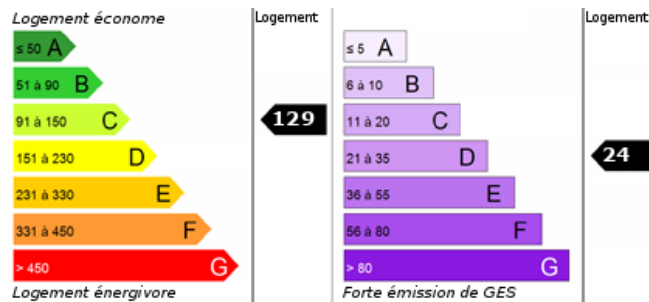 Logement économe
Logement
≤ 50 A
51 à 90 B
91 à 150 C
129
151 à 230 D
231 à 330 E
331 à 450 F
> 450 G
Logement énergivore
Logement
≤ 5 A
6 à 10 B
11 à 20 C
21 à 35 D
24
36 à 55 E
56 à 80 F
> 80 G
Forte émission de GES